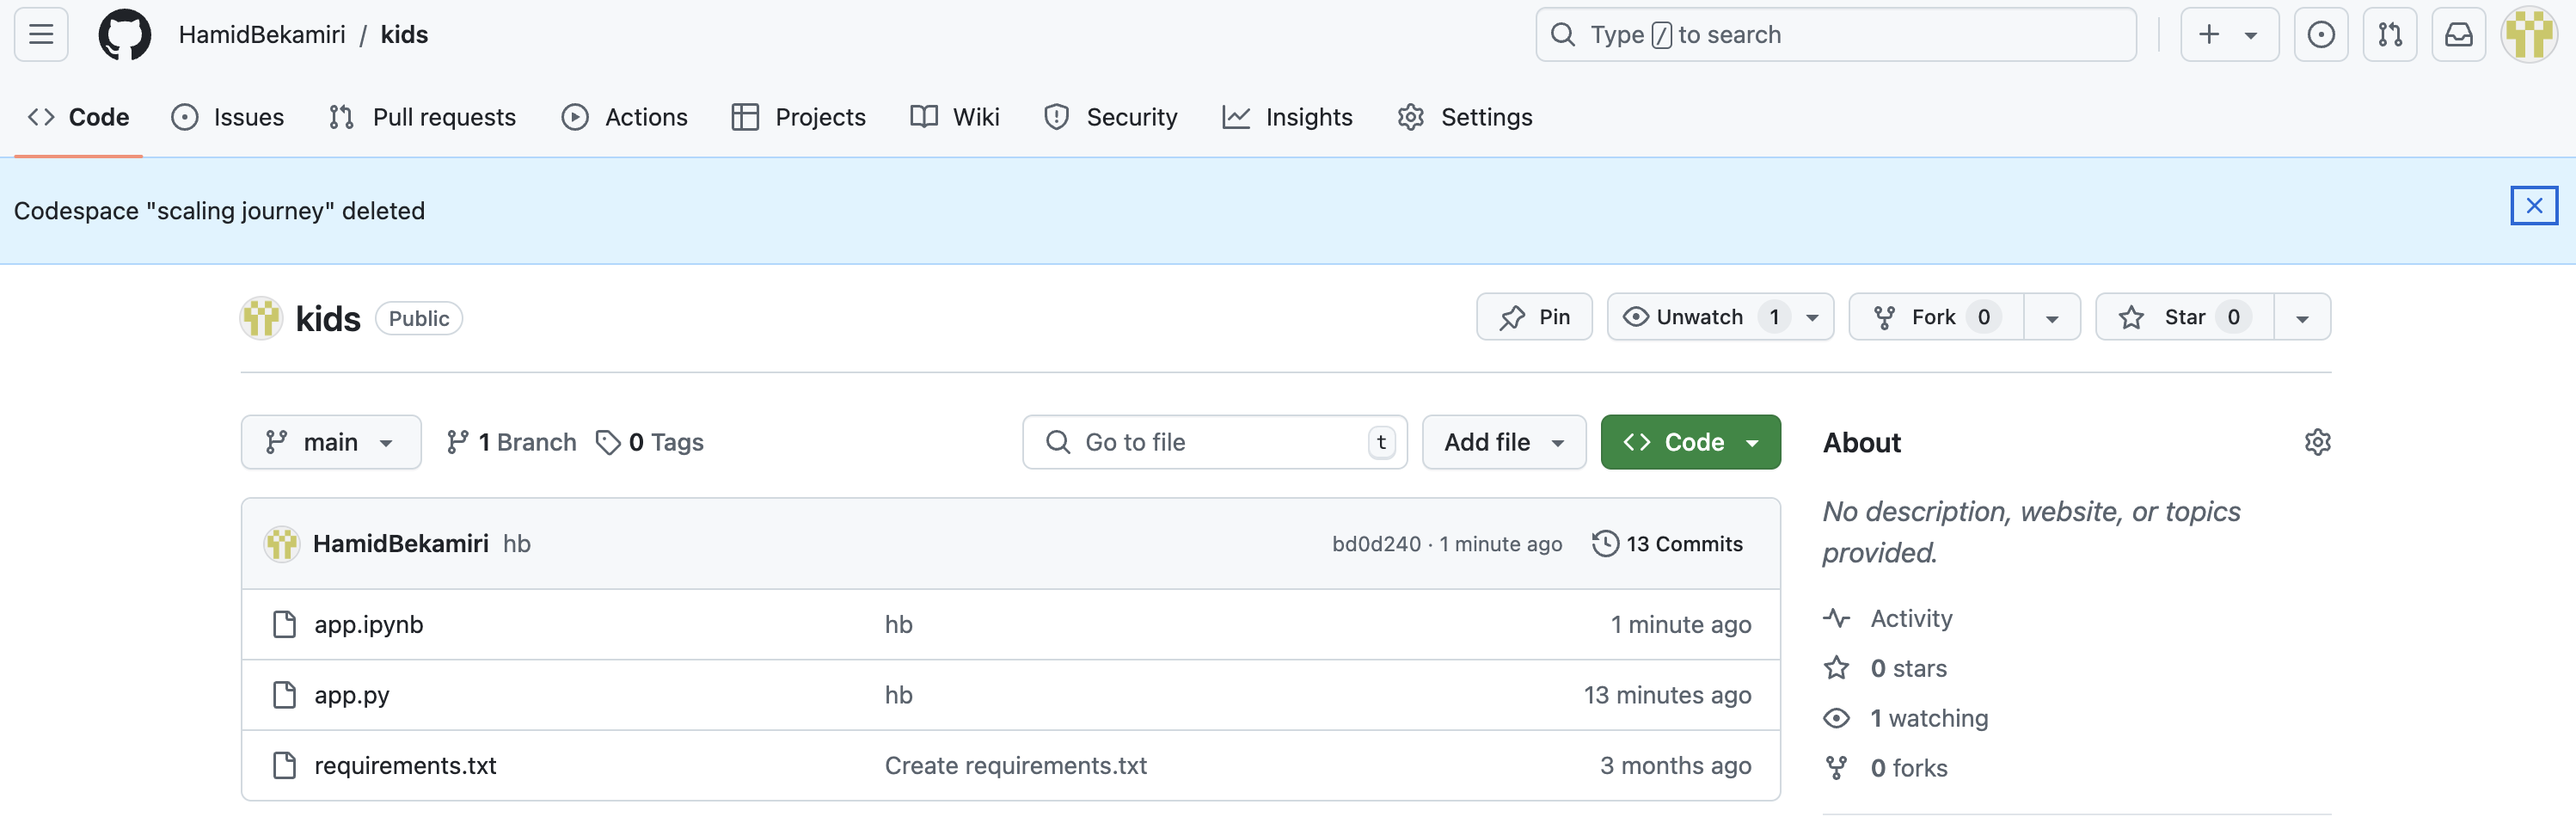 HamidBekamiri / kids
Type / to search
Code Issues Pull requests Actions Projects Wiki Security Insights Settings
Codespace "scaling journey" deleted
kids Public
Pin Unwatch 1 Fork 0 Star 0
main 1 Branch 0 Tags Go to file t Add file Code
HamidBekamiri hb bd0d240 · 1 minute ago 13 Commits
app.ipynb hb 1 minute ago
app.py hb 13 minutes ago
requirements.txt Create requirements.txt 3 months ago
About
No description, website, or topics
provided.
Activity
0 stars
1 watching
0 forks